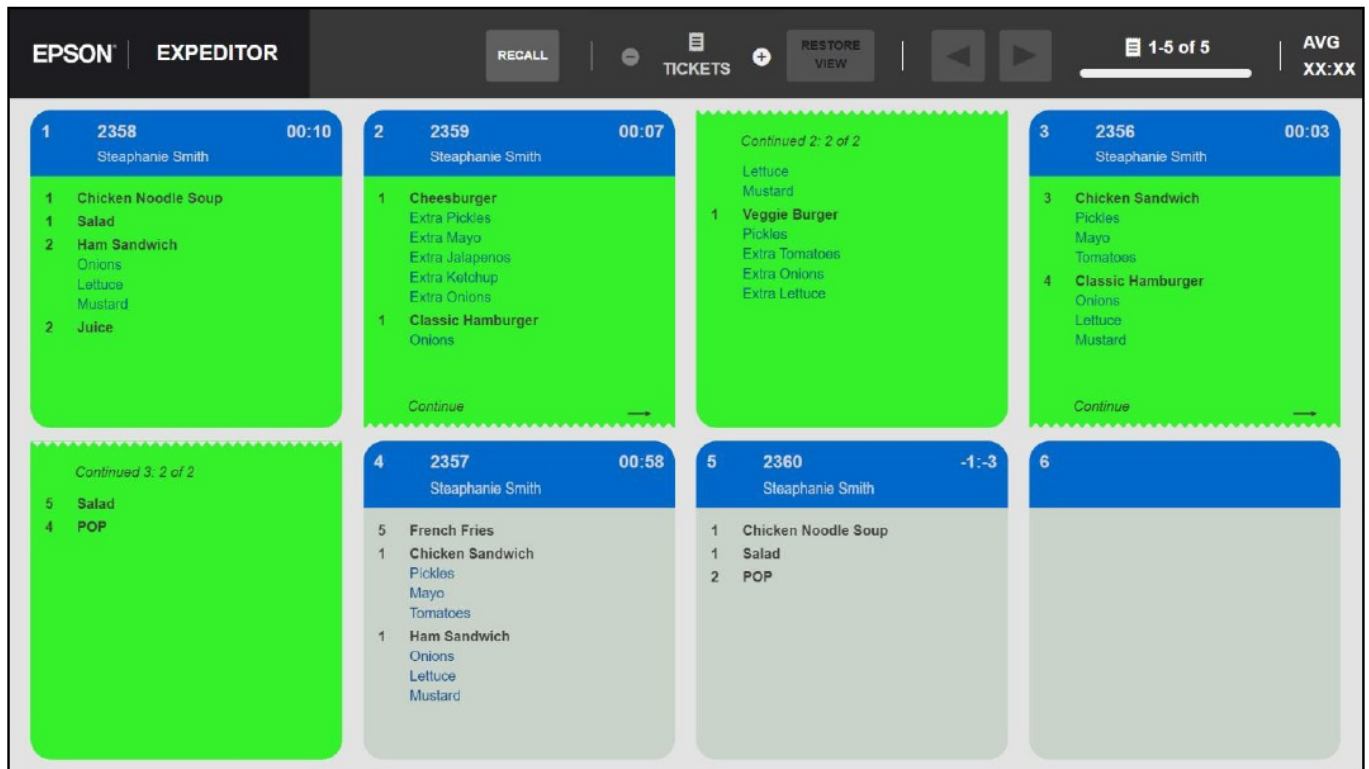 EPSON EXPEDITOR
RECALL
TICKETS
RESTORE
VIEW
1-5 of 5
AVG
XX:XX
1 2358 00:10
Steaphanie Smith
1 Chicken Noodle Soup
1 Salad
2 Ham Sandwich
Onions
Lettuce
Mustard
2 Juice
2 2359 00:07
Steaphanie Smith
1 Cheesburger
Extra Pickles
Extra Mayo
Extra Jalapenos
Extra Ketchup
Extra Onions
1 Classic Hamburger
Onions
Continue
Continued 2: 2 of 2
Lettuce
Mustard
1 Veggie Burger
Pickles
Extra Tomatoes
Extra Onions
Extra Lettuce
3 2356 00:03
Steaphanie Smith
3 Chicken Sandwich
Pickles
Mayo
Tomatoes
4 Classic Hamburger
Onions
Lettuce
Mustard
Continue
Continued 3: 2 of 2
5 Salad
4 POP
4 2357 00:58
Steaphanie Smith
5 French Fries
1 Chicken Sandwich
Pickles
Mayo
Tomatoes
1 Ham Sandwich
Onions
Lettuce
Mustard
5 2360 -1:-3
Steaphanie Smith
1 Chicken Noodle Soup
1 Salad
2 POP
6